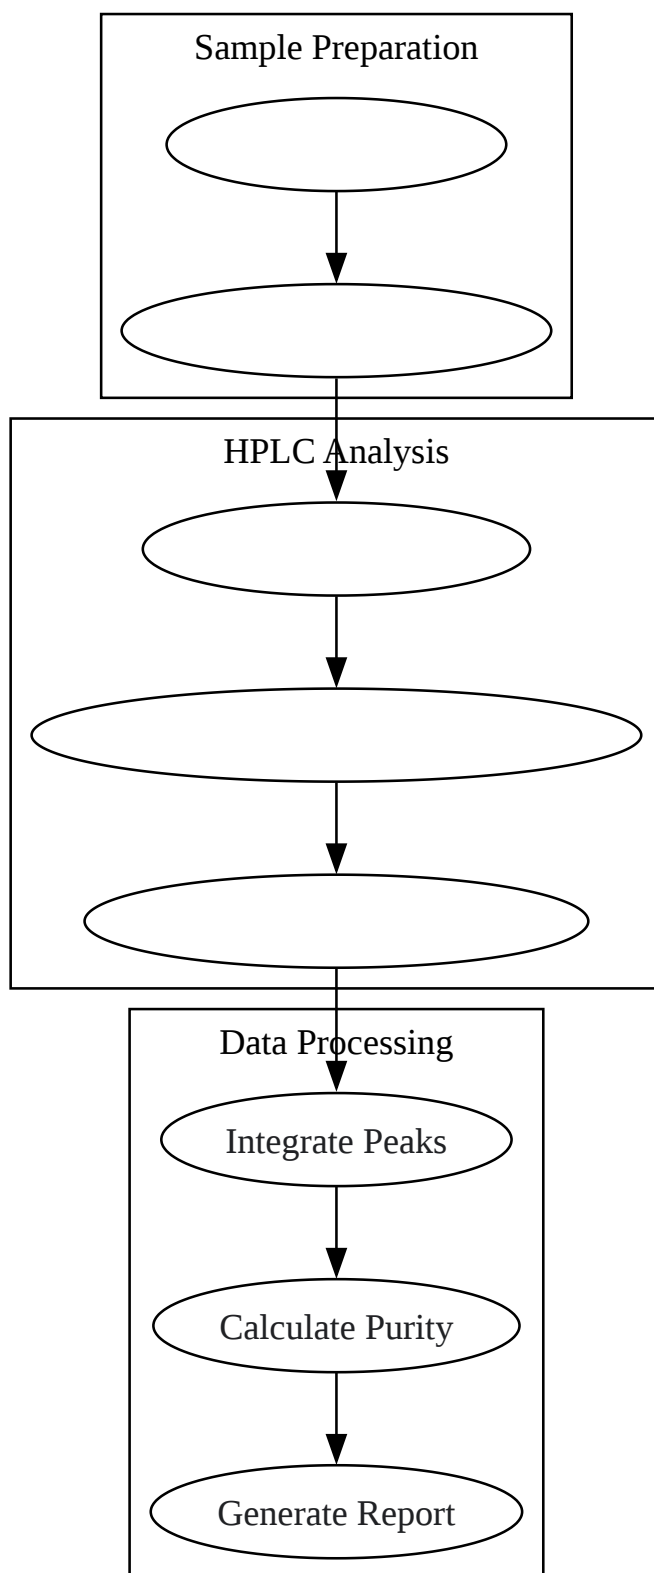 Sample Preparation
HPLC Analysis
Data Processing
Integrate Peaks
Calculate Purity
Generate Report